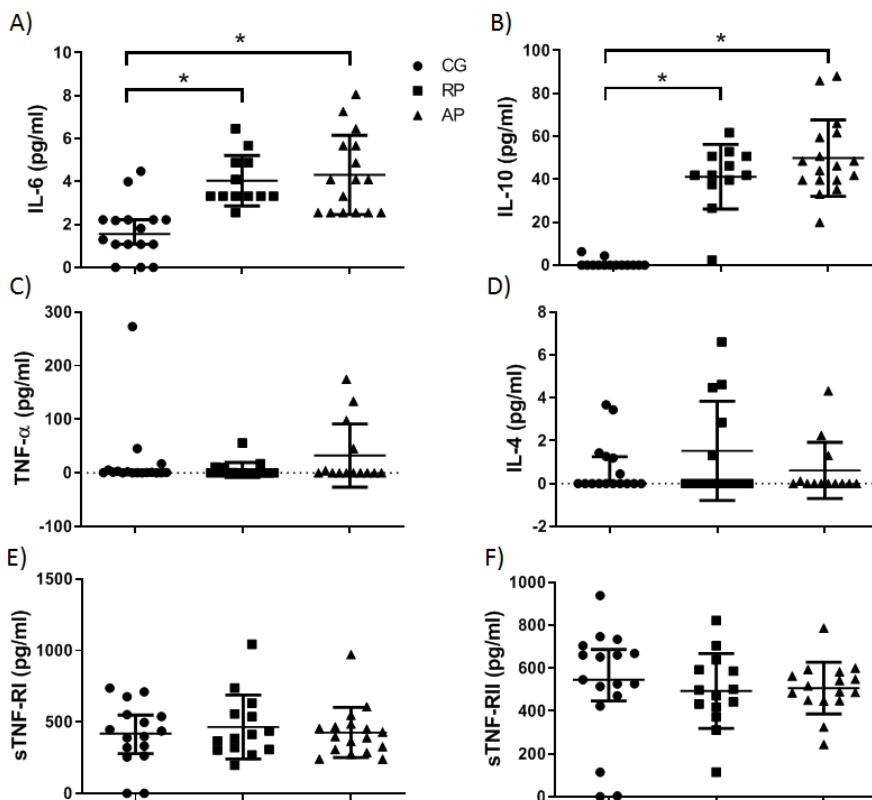 A)
IL-6 (pg/ml)
10
8
6
4
2
0
*
*
CG
RP
AP
B)
IL-10 (pg/ml)
100
80
60
40
20
0
*
*
C)
TNF-α (pg/ml)
300
200
100
0
-100
D)
IL-4 (pg/ml)
8
6
4
2
0
-2
E)
sTNF-RI (pg/ml)
1500
1000
500
0
F)
sTNF-RII (pg/ml)
1000
800
600
400
200
0